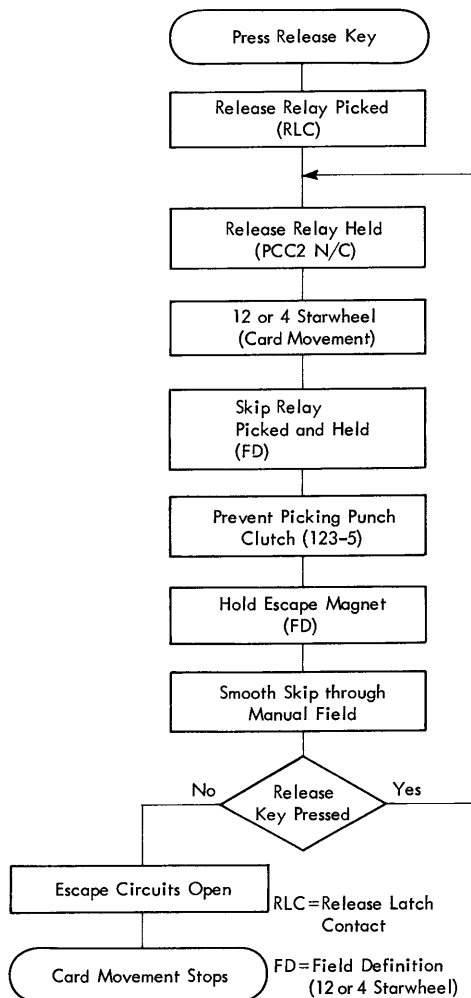 Press Release Key
Release Relay Picked
(RLC)
Release Relay Held
(PCC2 N/C)
12 or 4 Starwheel
(Card Movement)
Skip Relay
Picked and Held
(FD)
Prevent Picking Punch
Clutch (123-5)
Hold Escape Magnet
(FD)
Smooth Skip through
Manual Field
No
Release
Key Pressed
Yes
Escape Circuits Open
RLC=Release Latch
Contact
Card Movement Stops
FD=Field Definition
(12 or 4 Starwheel)